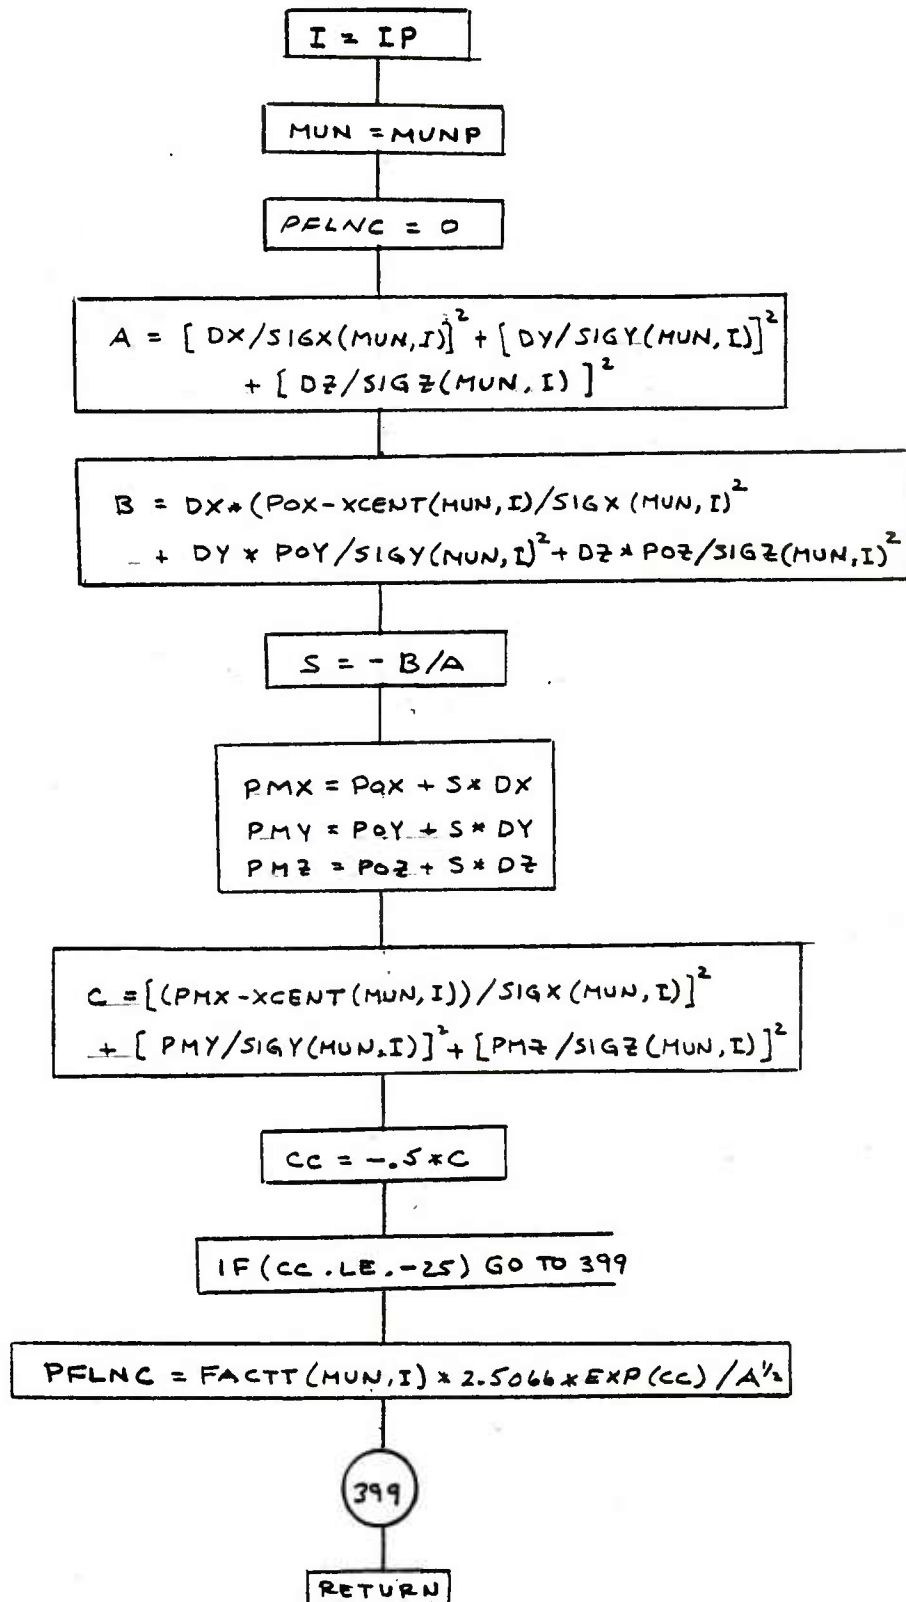 I = IP
MUN = MUNP
PFLNC = 0
A = [ DX/SIGX(MUN,I)]² + [DY/SIGY(MUN,I)]²
+ [DZ/SIGZ(MUN,I) ]²
B = DX*(POX-XCENT(MUN,I)/SIGX(MUN,I)²
+ DY * POY/SIGY(MUN,I)² + DZ * POZ/SIGZ(MUN,I)²
S = - B/A
PMX = POX + S* DX
PMY = POY + S* DY
PMZ = POZ + S* DZ
C = [(PMX-XCENT(MUN,I))/SIGX(MUN,I)]²
+ [ PMY/SIGY(MUN,I)]² + [PMZ/SIGZ(MUN,I)]²
CC = -.5*C
IF(CC.LE.-25) GO TO 399
PFLNC = FACTT(MUN,I) * 2.5066*EXP(CC)/A½
399
RETURN